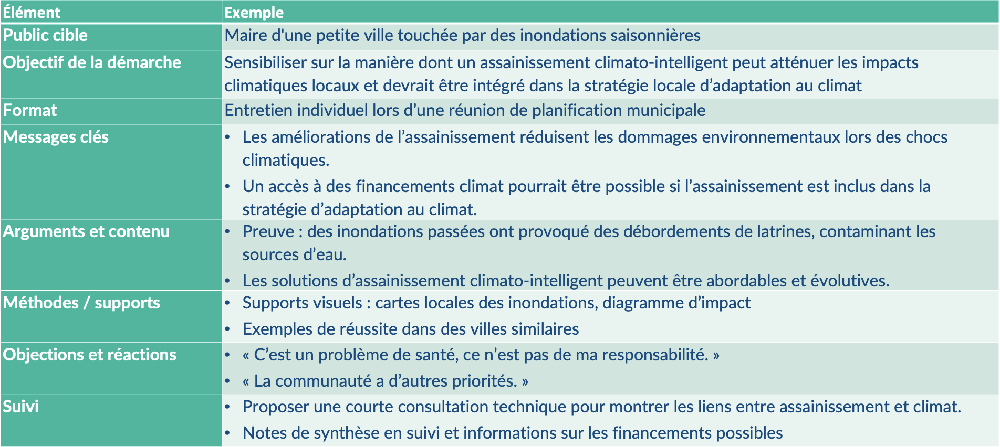 Élément
Exemple
Public cible
Maire d'une petite ville touchée par des inondations saisonnières
Objectif de la démarche
Sensibiliser sur la manière dont un assainissement climato-intelligent peut atténuer les impacts
climatiques locaux et devrait être intégré dans la stratégie locale d’adaptation au climat
Format
Entretien individuel lors d’une réunion de planification municipale
Messages clés
• Les améliorations de l’assainissement réduisent les dommages environnementaux lors des chocs
climatiques.
• Un accès à des financements climat pourrait être possible si l’assainissement est inclus dans la
stratégie d’adaptation au climat.
Arguments et contenu
• Preuve : des inondations passées ont provoqué des débordements de latrines, contaminant les
sources d’eau.
• Les solutions d’assainissement climato-intelligent peuvent être abordables et évolutives.
Méthodes / supports
• Supports visuels : cartes locales des inondations, diagramme d’impact
• Exemples de réussite dans des villes similaires
Objections et réactions
• « C’est un problème de santé, ce n’est pas de ma responsabilité. »
• « La communauté a d’autres priorités. »
Suivi
• Proposer une courte consultation technique pour montrer les liens entre assainissement et climat.
• Notes de synthèse en suivi et informations sur les financements possibles